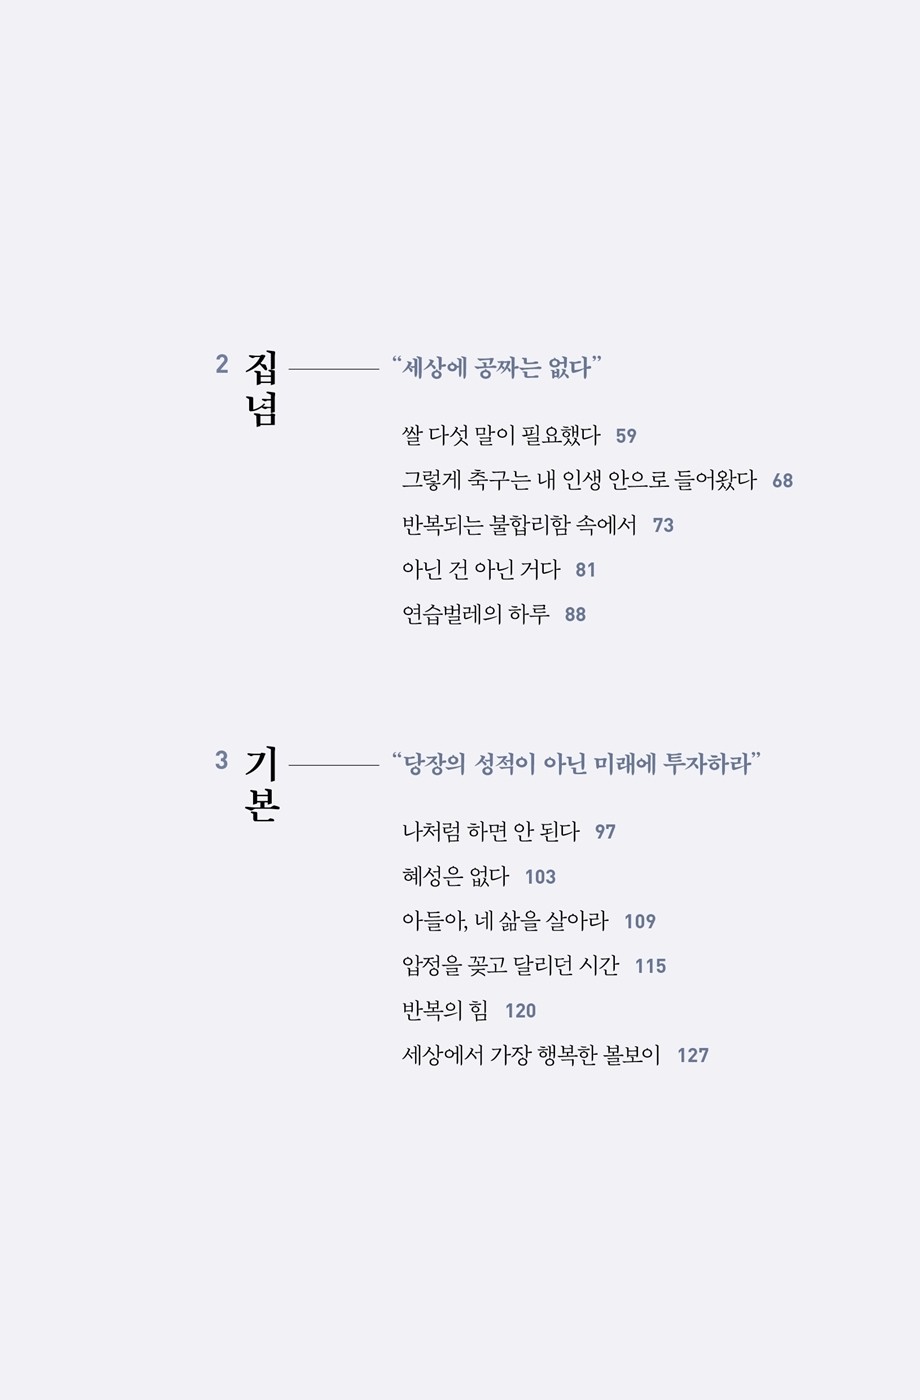 2 집념 “세상에 공짜는 없다”
쌀 다섯 말이 필요했다 59
그렇게 축구는 내 인생 안으로 들어왔다 68
반복되는 불합리함 속에서 73
아닌 건 아닌 거다 81
연습벌레의 하루 88
3 기본 “당장의 성적이 아닌 미래에 투자하라”
나처럼 하면 안 된다 97
혜성은 없다 103
아들아, 네 삶을 살아라 109
압정을 꽂고 달리던 시간 115
반복의 힘 120
세상에서 가장 행복한 볼보이 127